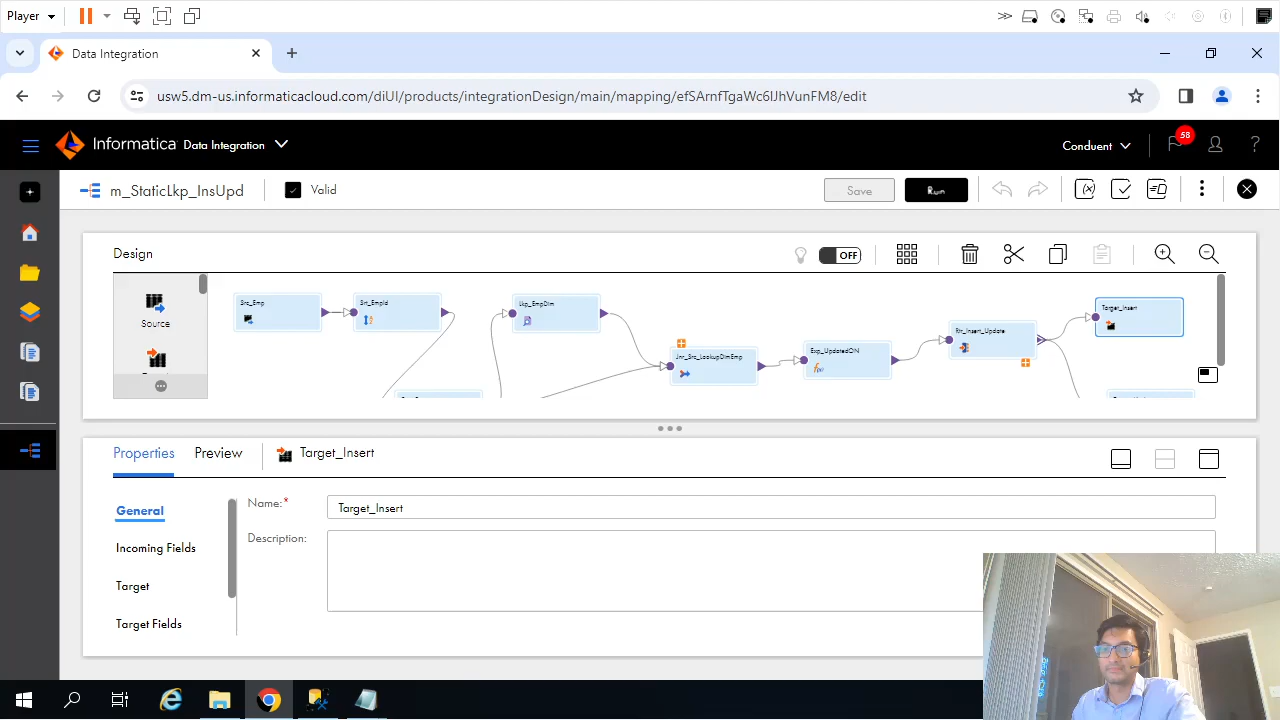 Player
Data Integration
usw5.dm-us.informaticacloud.com/diUI/products/integrationDesign/main/mapping/efSArnfTgaWc6lJhVunFM8/edit
Informatica Data Integration
Conduent
58
m_StaticLkp_InsUpd
Valid
Save
Run
Design
OFF
Source
Src_Emp
Srt_EmpId
Lkp_EmpDim
Jnr_Src_LookupDimEmp
Exp_UpdatedON
Rtr_Insert_Update
Target_Insert
Properties
Preview
Target_Insert
General
Name:*
Target_Insert
Description:
Incoming Fields
Target
Target Fields